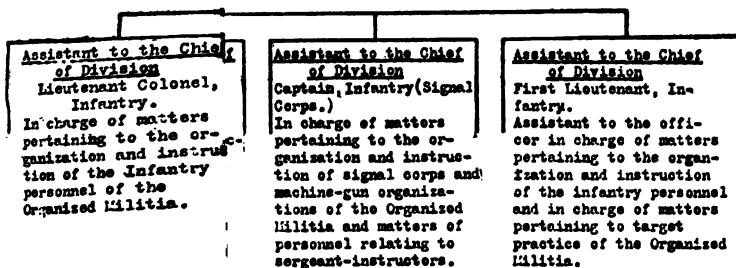 Assistant to the Chief
of Division
Lieutenant Colonel,
Infantry.
In charge of matters
pertaining to the or-
ganization and instruc-
tion of the Infantry
personnel of the
Organized Militia.
Assistant to the Chief
of Division
Captain, Infantry(Signal
Corps.)
In charge of matters
pertaining to the or-
ganization and instruc-
tion of signal corps and
machine-gun organiza-
tions of the Organized
Militia and matters of
personnel relating to
sergeant-instructors.
Assistant to the Chief
of Division
First Lieutenant, In-
fantry.
Assistant to the offi-
cer in charge of matters
pertaining to the organ-
ization and instruction
of the infantry personnel
and in charge of matters
pertaining to target
practice of the Organized
Militia.